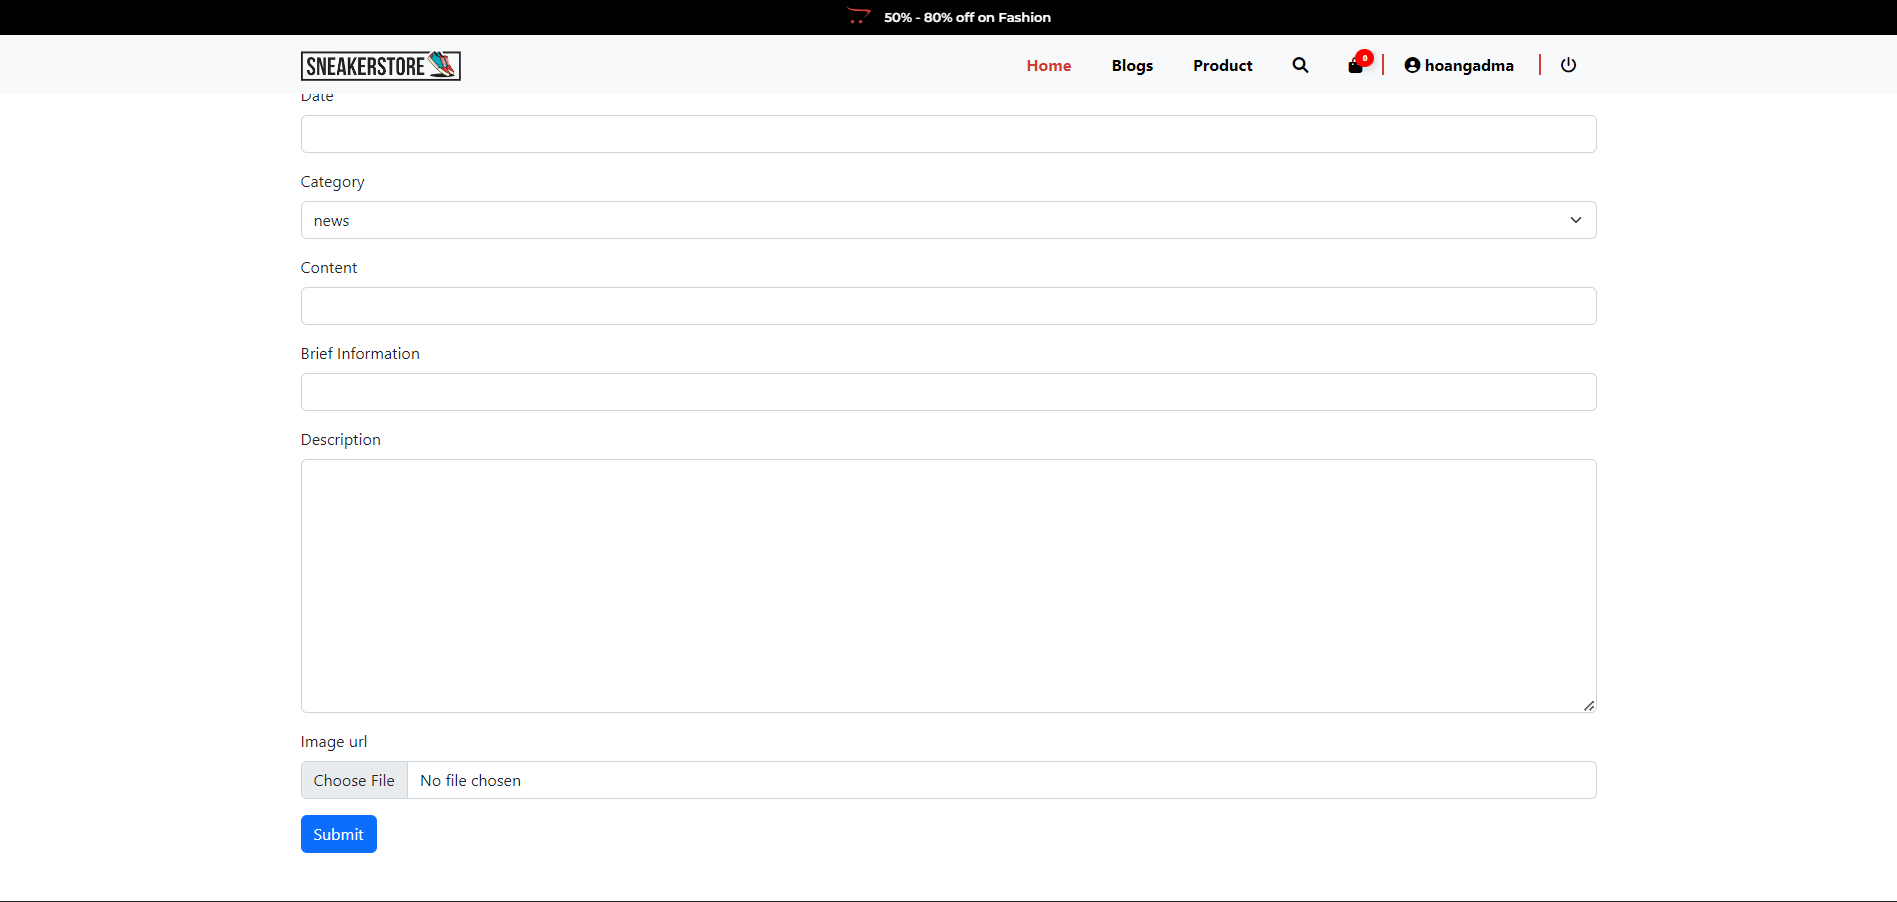 50% - 80% off on Fashion
SNEAKERSTORE
Home Blogs Product 0 hoangadma
Date
Category
news
Content
Brief Information
Description
Image url
Choose File No file chosen
Submit